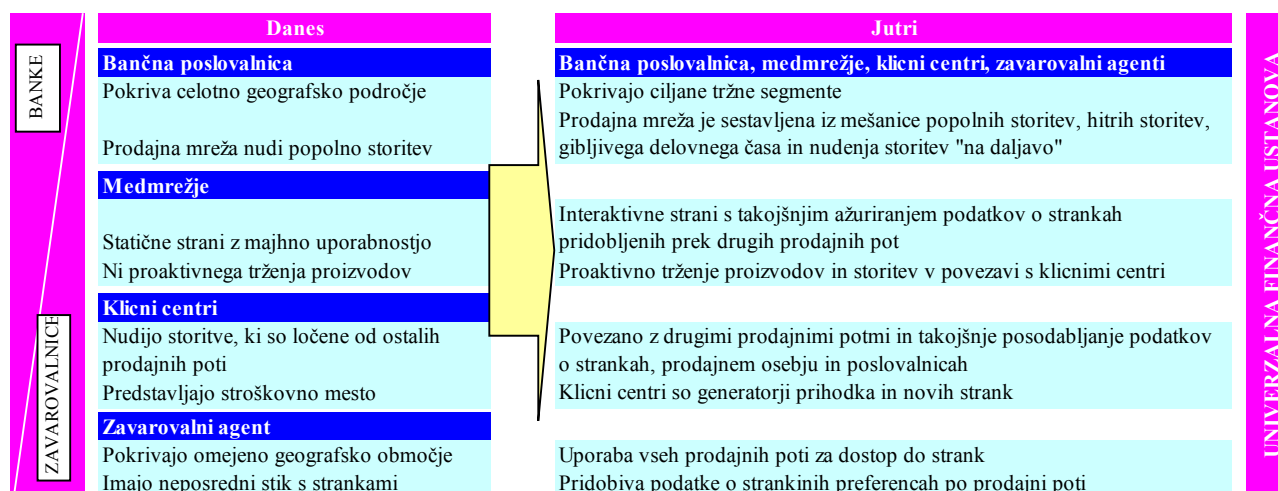 Danes
Jutri
BANKE
Bančna poslovalnica
Pokriva celotno geografsko področje
Prodajna mreža nudi popolno storitev
Medmrežje
Statične strani z majhno uporabnostjo
Ni proaktivnega trženja proizvodov
Klicni centri
Nudijo storitve, ki so ločene od ostalih
prodajnih poti
Predstavljajo stroškovno mesto
Zavarovalni agent
Pokrivajo omejeno geografsko območje
Imajo neposredni stik s strankami
ZAVAROVALNICE
Bančna poslovalnica, medmrežje, klicni centri, zavarovalni agenti
Pokrivajo ciljane tržne segmente
Prodajna mreža je sestavljena iz mešanice popolnih storitev, hitrih storitev,
gibljivega delovnega časa in nudenja storitev "na daljavo"
Interaktivne strani s takojšnjim ažuriranjem podatkov o strankah
pridobljenih prek drugih prodajnih pot
Proaktivno trženje proizvodov in storitev v povezavi s klicnimi centri
Povezano z drugimi prodajnimi potmi in takojšnje posodabljanje podatkov
o strankah, prodajnem osebju in poslovalnicah
Klicni centri so generatorji prihodka in novih strank
Uporaba vseh prodajnih poti za dostop do strank
Pridobiva podatke o strankinih preferencah po prodajni poti
UNIVERZALNA FINANČNA USTANOVA